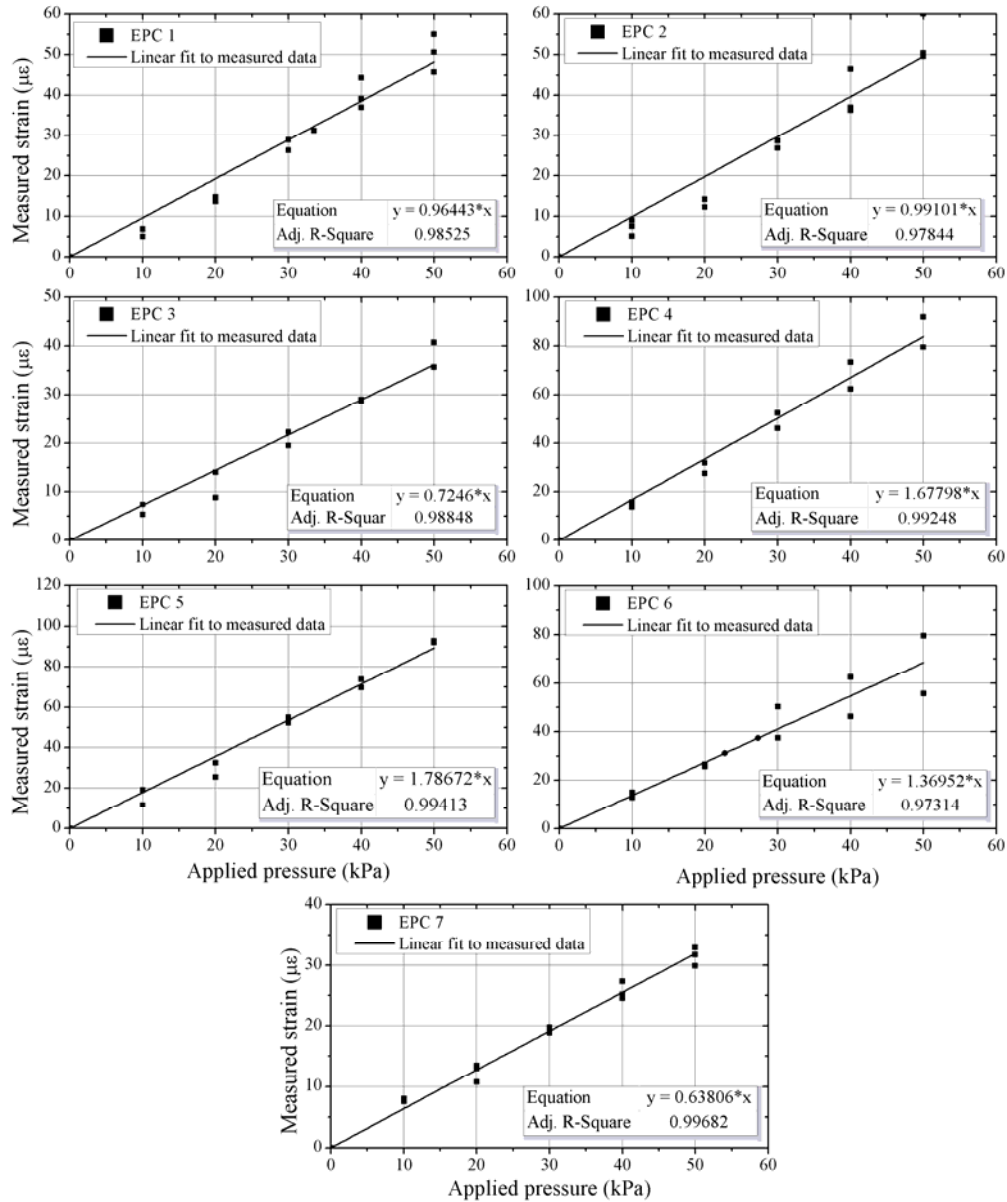 EPC 1
Linear fit to measured data
Equation y = 0.96443*x
Adj. R-Square 0.98525
Measured strain (με)
60
50
40
30
20
10
0
0 10 20 30 40 50 60
EPC 2
Linear fit to measured data
Equation y = 0.99101*x
Adj. R-Square 0.97844
60
50
40
30
20
10
0
0 10 20 30 40 50 60
EPC 3
Linear fit to measured data
Equation y = 0.7246*x
Adj. R-Squar 0.98848
Measured strain (με)
50
40
30
20
10
0
0 10 20 30 40 50 60
EPC 4
Linear fit to measured data
Equation y = 1.67798*x
Adj. R-Square 0.99248
100
80
60
40
20
0
0 10 20 30 40 50 60
EPC 5
Linear fit to measured data
Equation y = 1.78672*x
Adj. R-Square 0.99413
Measured strain (με)
120
100
80
60
40
20
0
0 10 20 30 40 50 60
Applied pressure (kPa)
EPC 6
Linear fit to measured data
Equation y = 1.36952*x
Adj. R-Square 0.97314
100
80
60
40
20
0
0 10 20 30 40 50 60
Applied pressure (kPa)
EPC 7
Linear fit to measured data
Equation y = 0.63806*x
Adj. R-Square 0.99682
Measured strain (με)
40
30
20
10
0
0 10 20 30 40 50 60
Applied pressure (kPa)